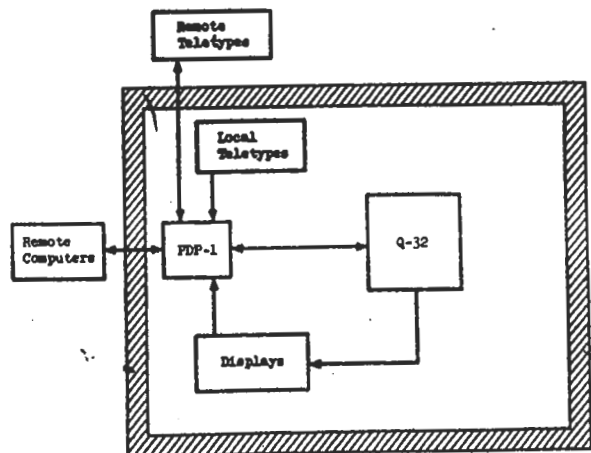 Remote
Teletypes
Local
Teletypes
Remote
Computers
PDP-1
Q-32
Displays